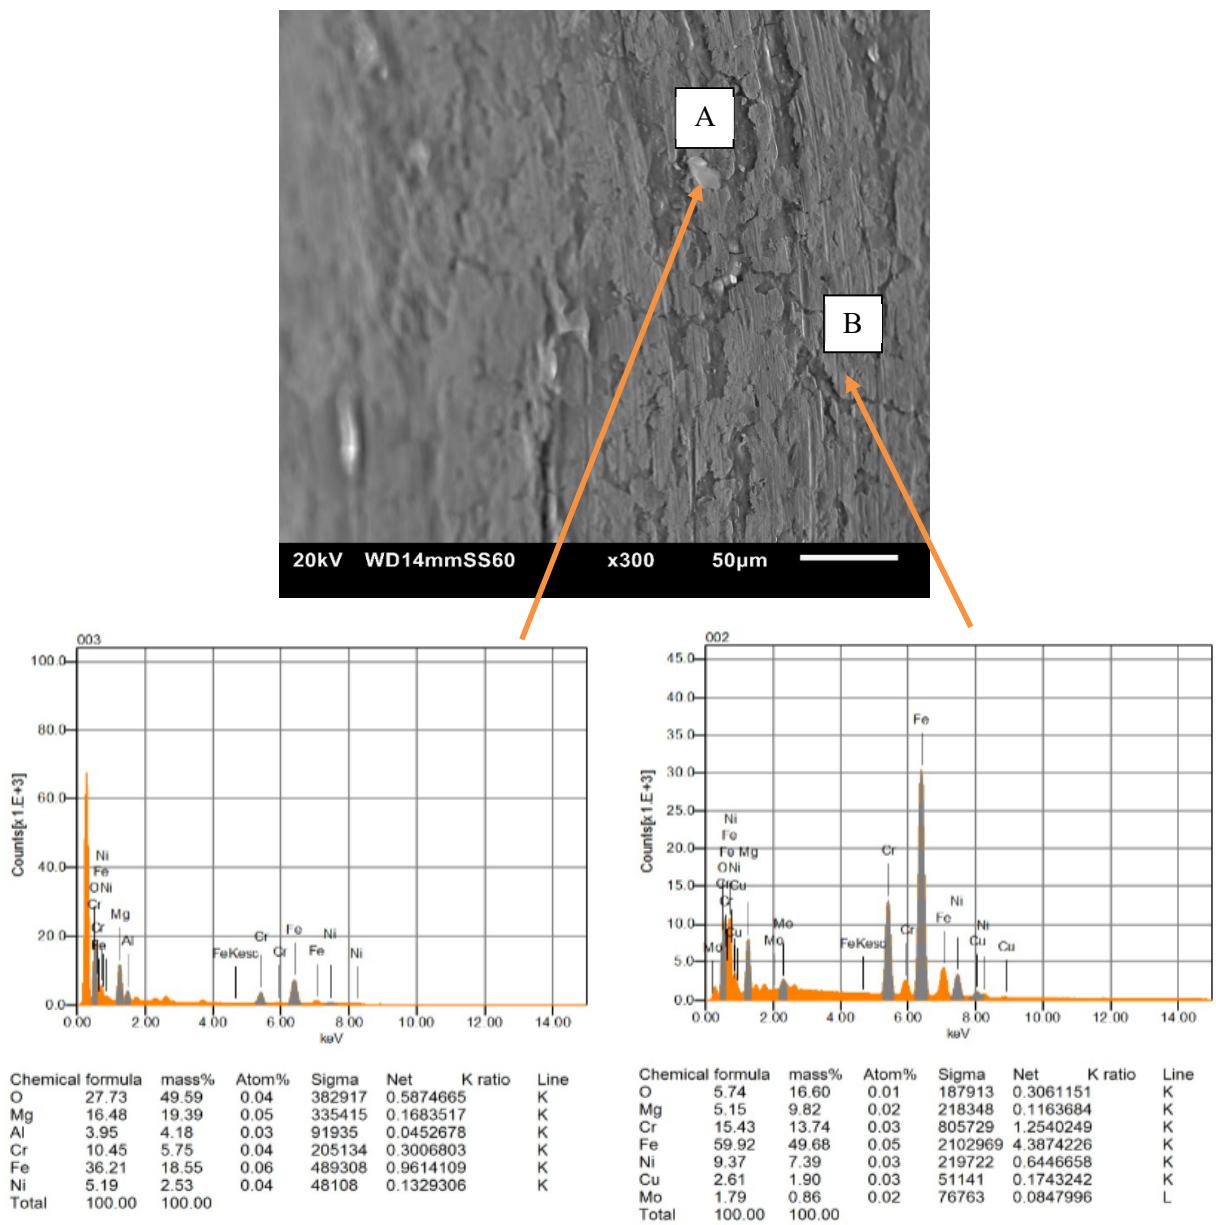 A
B
20kV WD14mmSS60 x300 50µm
003
100.0
80.0
60.0
40.0
20.0
0.0
Counts[x1.E+3]
Ni
Fe
O Ni
Cr
Cr
Fe
Mg
Al
FeKesc
Cr
Cr
Fe
Fe
Ni
Ni
0.00 2.00 4.00 6.00 8.00 10.00 12.00 14.00
keV
Chemical formula mass% Atom% Sigma Net K ratio Line
O 27.73 49.59 0.04 382917 0.5874665 K
Mg 16.48 19.39 0.05 335415 0.1683517 K
Al 3.95 4.18 0.03 91935 0.0452678 K
Cr 10.45 5.75 0.04 205134 0.3006803 K
Fe 36.21 18.55 0.06 489308 0.9614109 K
Ni 5.19 2.53 0.04 48108 0.1329306 K
Total 100.00 100.00
002
45.0
40.0
35.0
30.0
25.0
20.0
15.0
10.0
5.0
0.0
Counts[x1.E+3]
Ni
Fe
Fe Mg
O Ni
Cr Cu
Cr
Cu
Mo
Mo
Mo
FeKesc
Cr
Cr
Fe
Fe
Ni
Ni
Cu
Cu
0.00 2.00 4.00 6.00 8.00 10.00 12.00 14.00
keV
Chemical formula mass% Atom% Sigma Net K ratio Line
O 5.74 16.60 0.01 187913 0.3061151 K
Mg 5.15 9.82 0.02 218348 0.1163684 K
Cr 15.43 13.74 0.03 805729 1.2540249 K
Fe 59.92 49.68 0.05 2102969 4.3874226 K
Ni 9.37 7.39 0.03 219722 0.6446658 K
Cu 2.61 1.90 0.03 51141 0.1743242 K
Mo 1.79 0.86 0.02 76763 0.0847996 L
Total 100.00 100.00